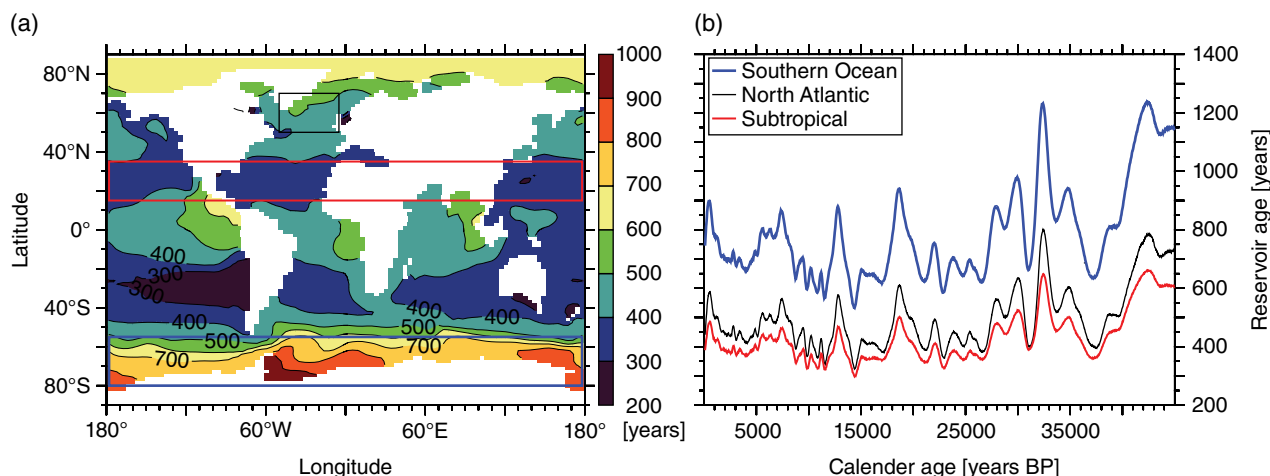 (a)
80°N
40°N
0°
40°S
80°S
Latitude
180°
60°W
60°E
180°
Longitude
400
300
300
400
500
700
400
400
500
700
1000
900
800
700
600
500
400
300
200
[years]
(b)
Southern Ocean
North Atlantic
Subtropical
1400
1200
1000
800
600
400
200
Reservoir age [years]
5000
15000
25000
35000
Calender age [years BP]